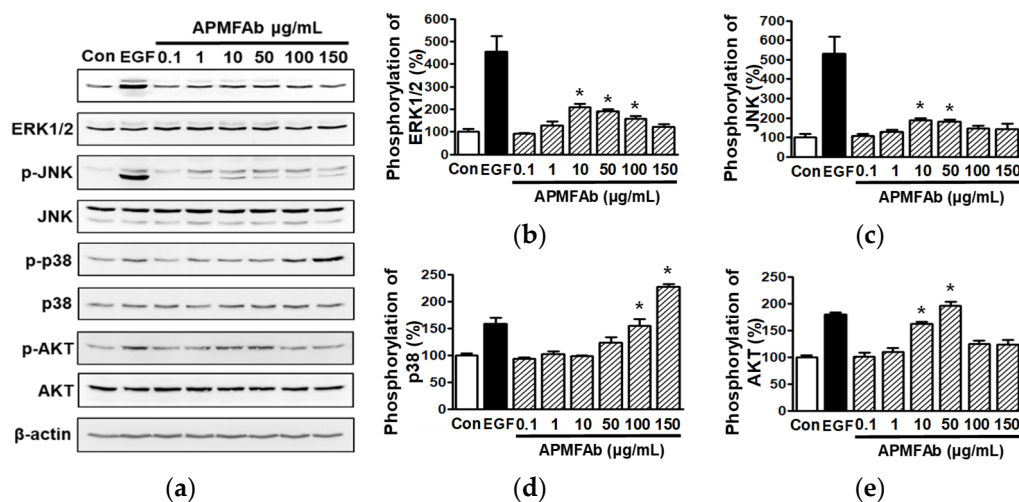 APMFAb µg/mL
Con EGF 0.1 1 10 50 100 150
ERK1/2
p-JNK
JNK
p-p38
p38
p-AKT
AKT
β-actin
(a)
Phosphorylation of
ERK1/2 (%)
600
500
400
300
200
100
0
* * *
Con EGF 0.1 1 10 50 100 150
APMFAb (µg/mL)
(b)
Phosphorylation of
JNK (%)
700
600
500
400
300
200
100
0
* *
Con EGF 0.1 1 10 50 100 150
APMFAb (µg/mL)
(c)
Phosphorylation of
p38 (%)
250
200
150
100
50
0
* *
Con EGF 0.1 1 10 50 100 150
APMFAb (µg/mL)
(d)
Phosphorylation of
AKT (%)
250
200
150
100
50
0
* *
Con EGF 0.1 1 10 50 100 150
APMFAb (µg/mL)
(e)